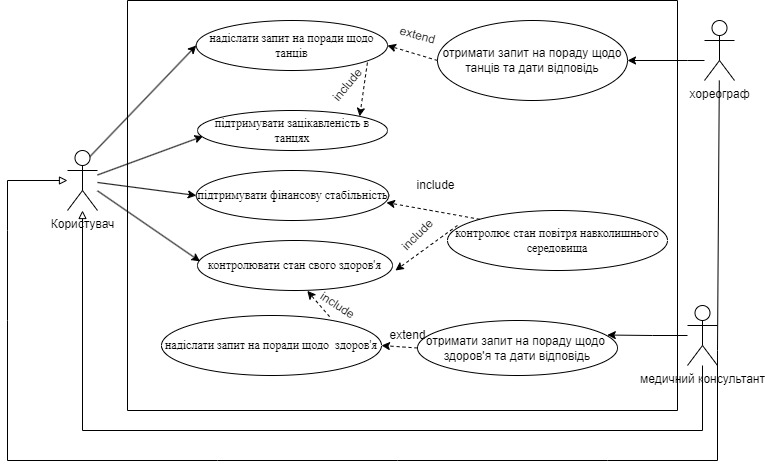 надіслати запит на поради щодо
танців
extend
отримати запит на пораду щодо
танців та дати відповідь
хореограф
include
підтримувати зацікавленість в
танцях
підтримувати фінансову стабільність
include
Користувач
контролює стан повітря навколишнього
середовища
include
контролювати стан свого здоров'я
include
надіслати запит на поради щодо здоров'я
extend
отримати запит на пораду щодо
здоров'я та дати відповідь
медичний консультант